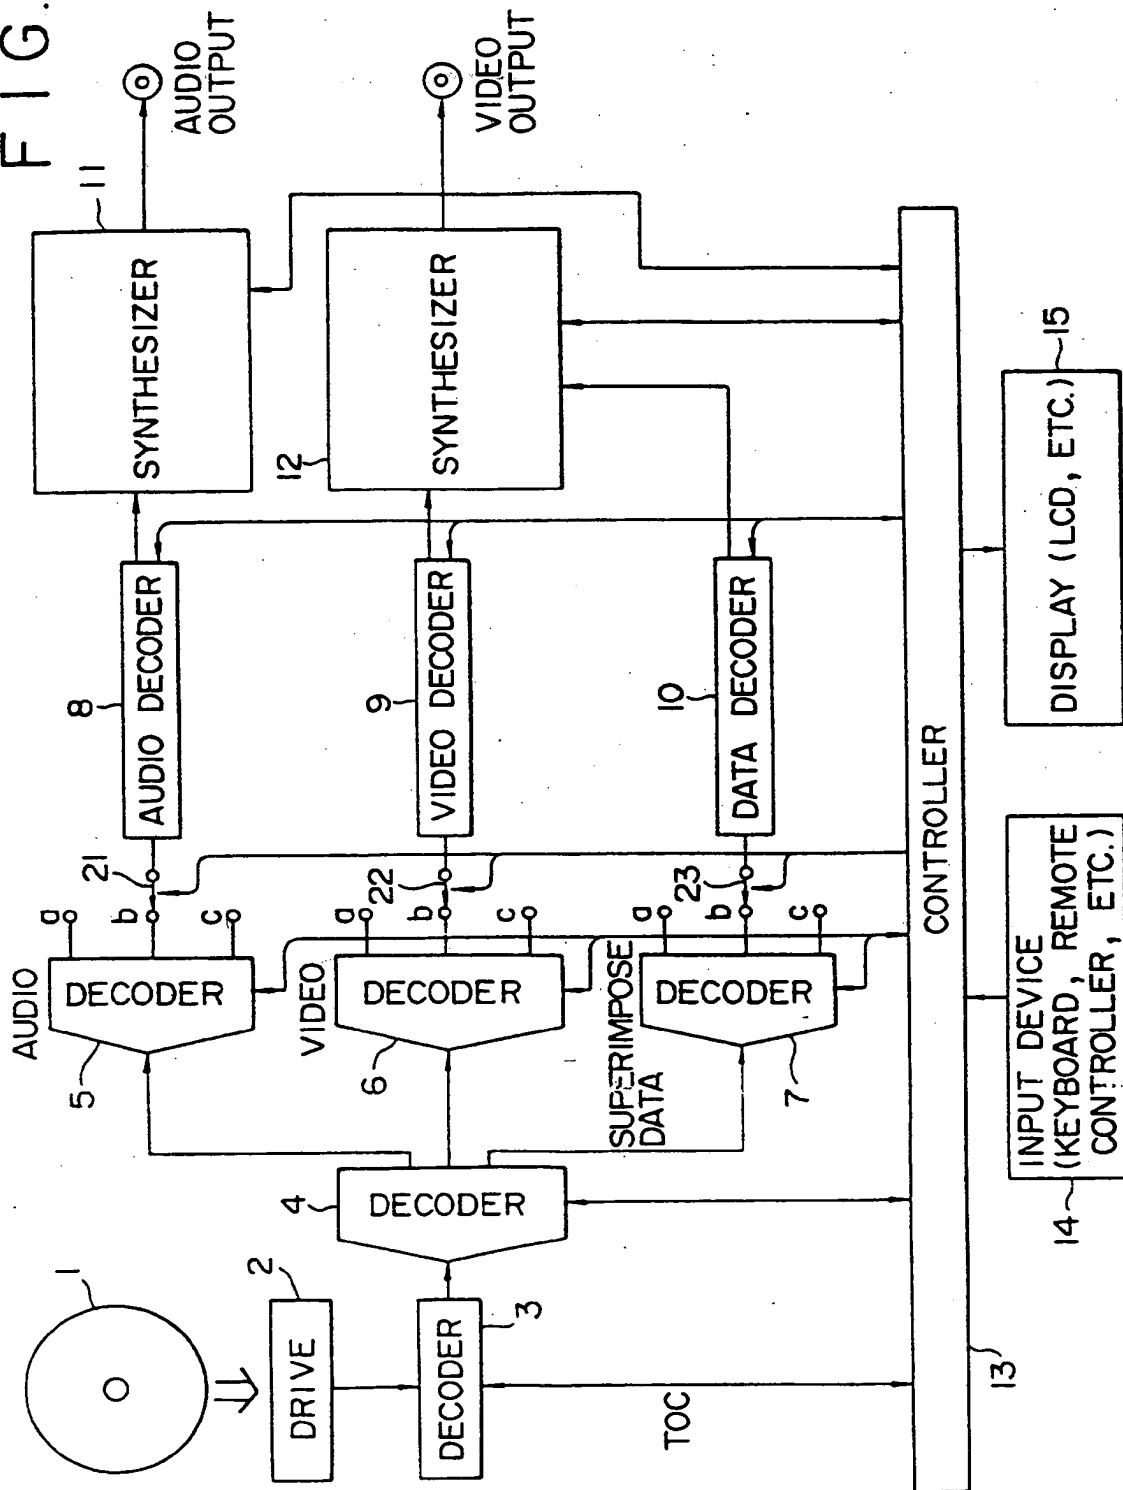 FIG.
1
2
DRIVE
DECODER
3
TOC
4
DECODER
AUDIO
5
DECODER
a
b
c
21
VIDEO
6
DECODER
a
b
c
22
SUPERIMPOSE
DATA
7
DECODER
a
b
c
23
8
AUDIO DECODER
9
VIDEO DECODER
10
DATA DECODER
11
SYNTHESIZER
12
SYNTHESIZER
AUDIO
OUTPUT
VIDEO
OUTPUT
CONTROLLER
13
14
INPUT DEVICE
(KEYBOARD, REMOTE
CONTROLLER, ETC.)
DISPLAY (LCD, ETC.)
15